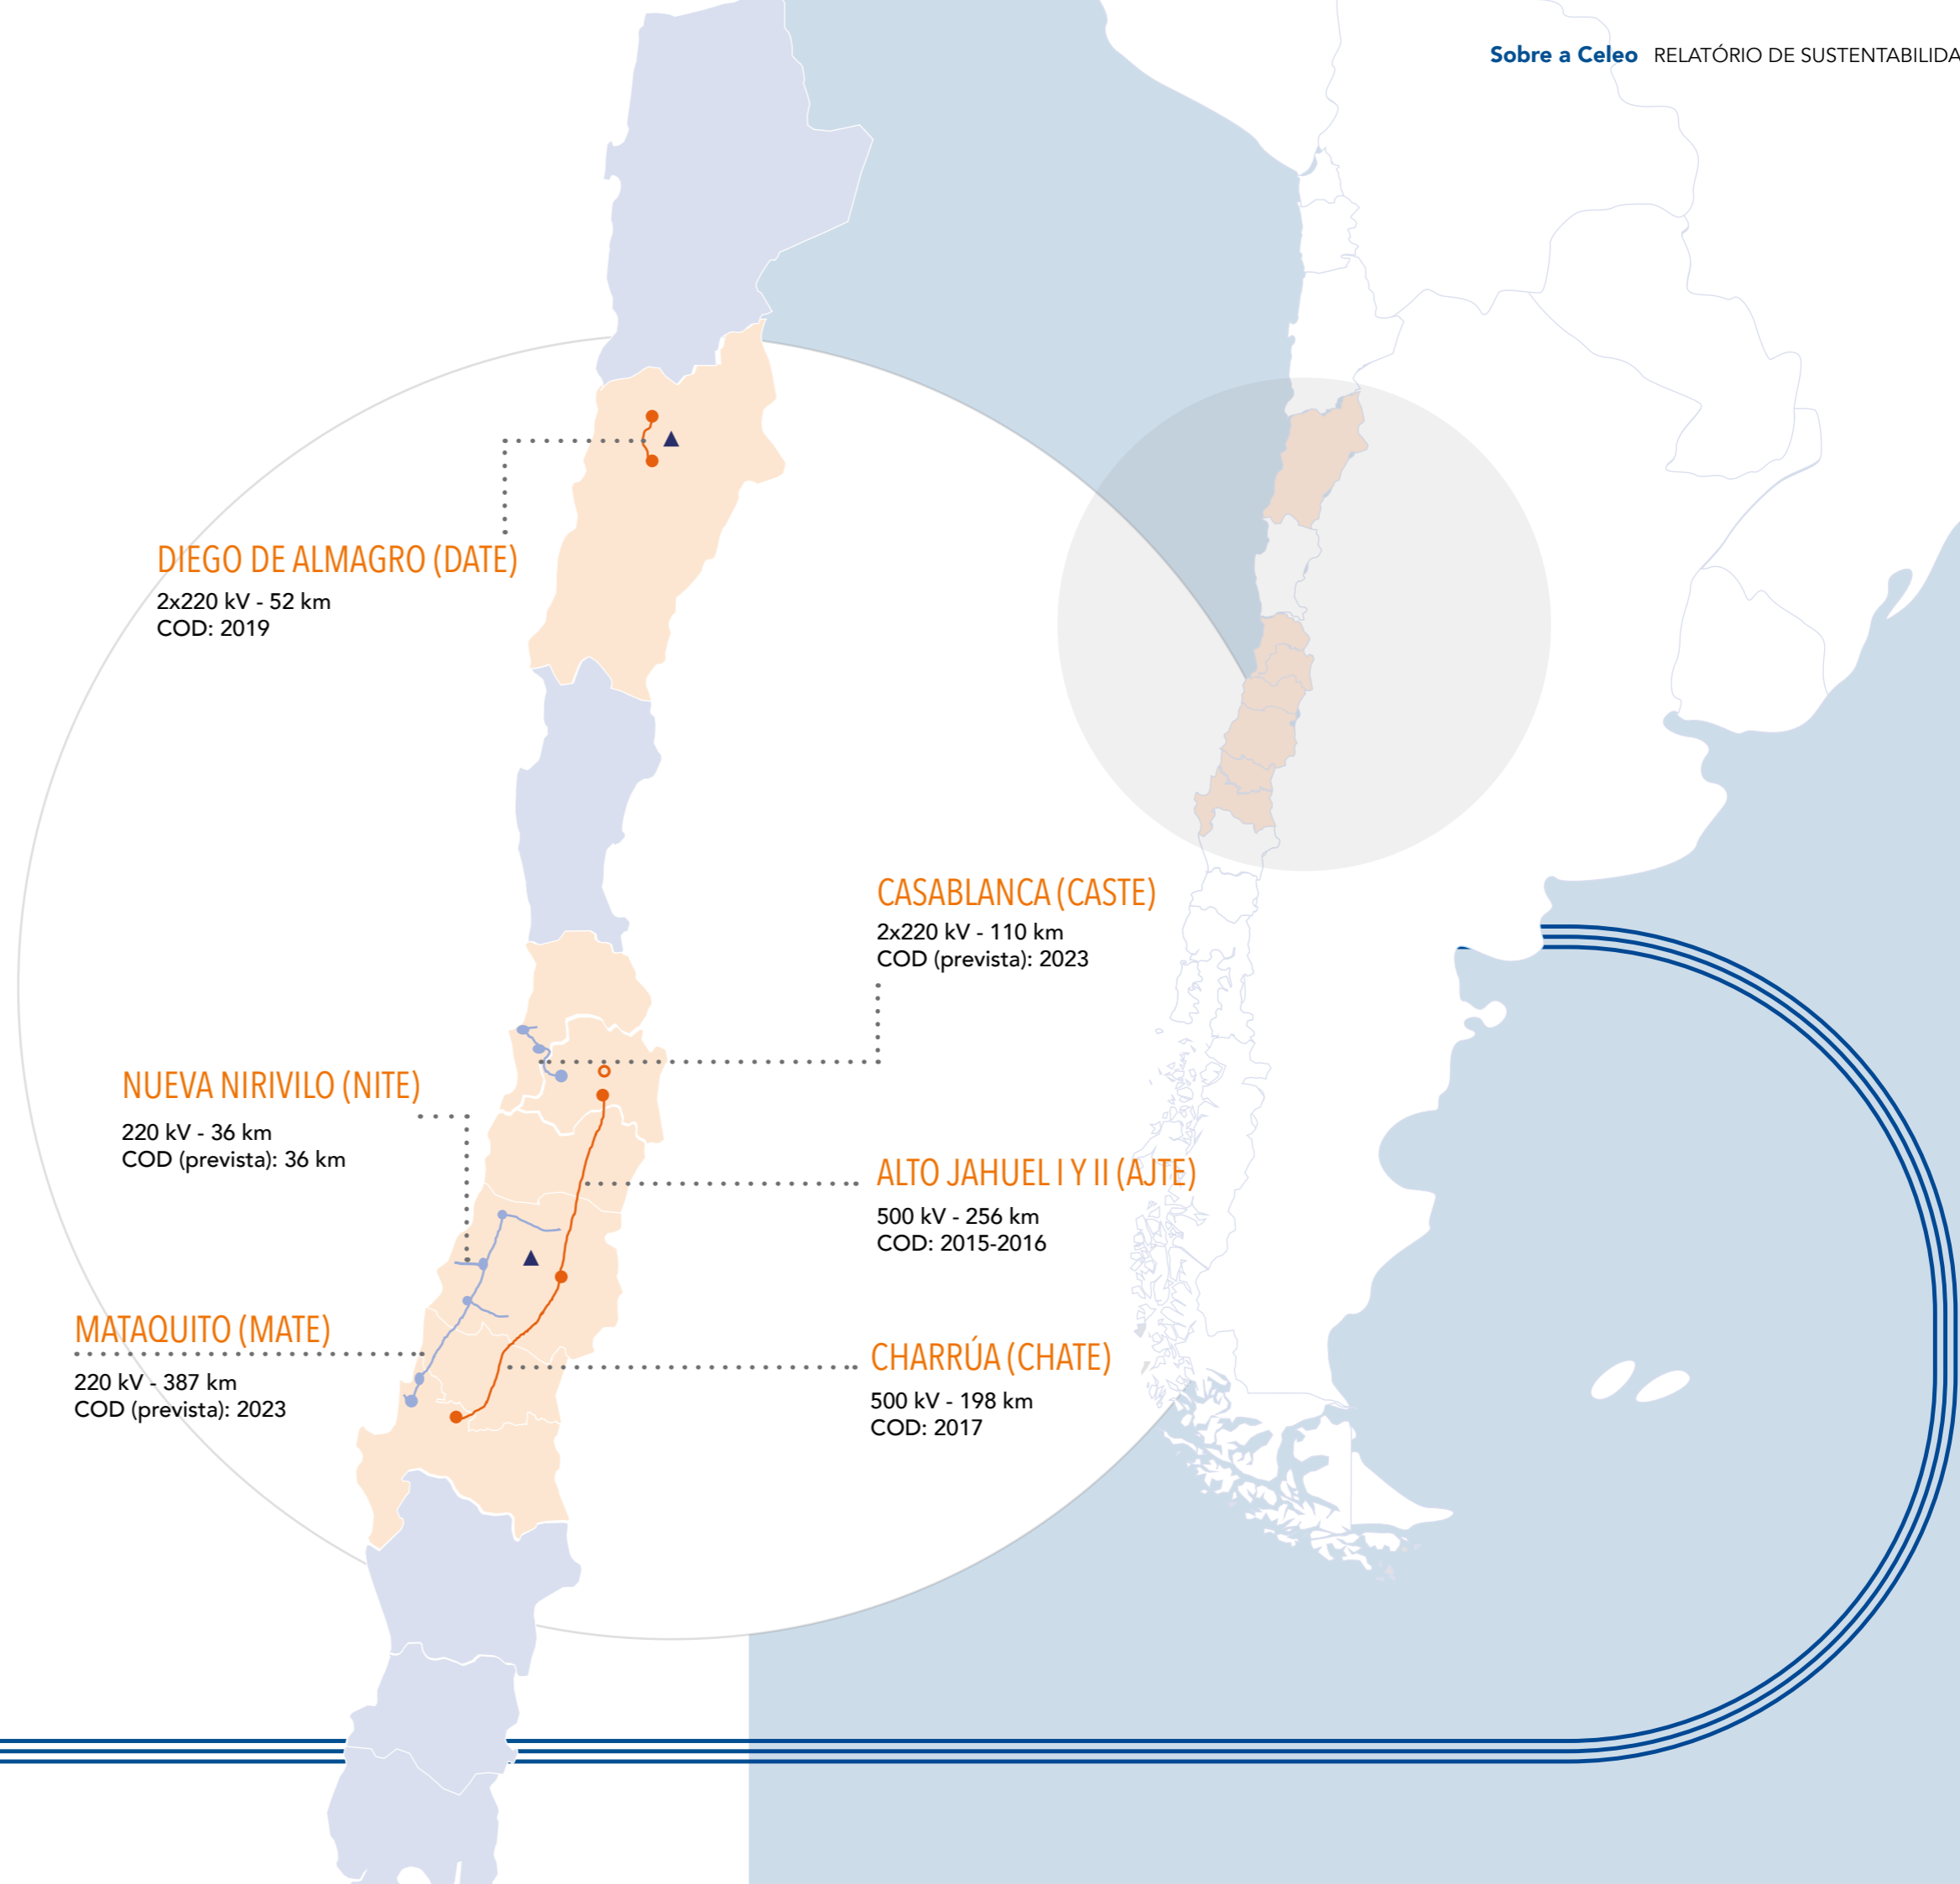 Sobre a Celeo RELATÓRIO DE SUSTENTABILIDA
DIEGO DE ALMAGRO (DATE)
2x220 kV - 52 km
COD: 2019
CASABLANCA (CASTE)
2x220 kV - 110 km
COD (prevista): 2023
NUEVA NIRIVILO (NITE)
220 kV - 36 km
COD (prevista): 36 km
ALTO JAHUEL I Y II (AJTE)
500 kV - 256 km
COD: 2015-2016
MATAQUITO (MATE)
220 kV - 387 km
COD (prevista): 2023
CHARRÚA (CHATE)
500 kV - 198 km
COD: 2017